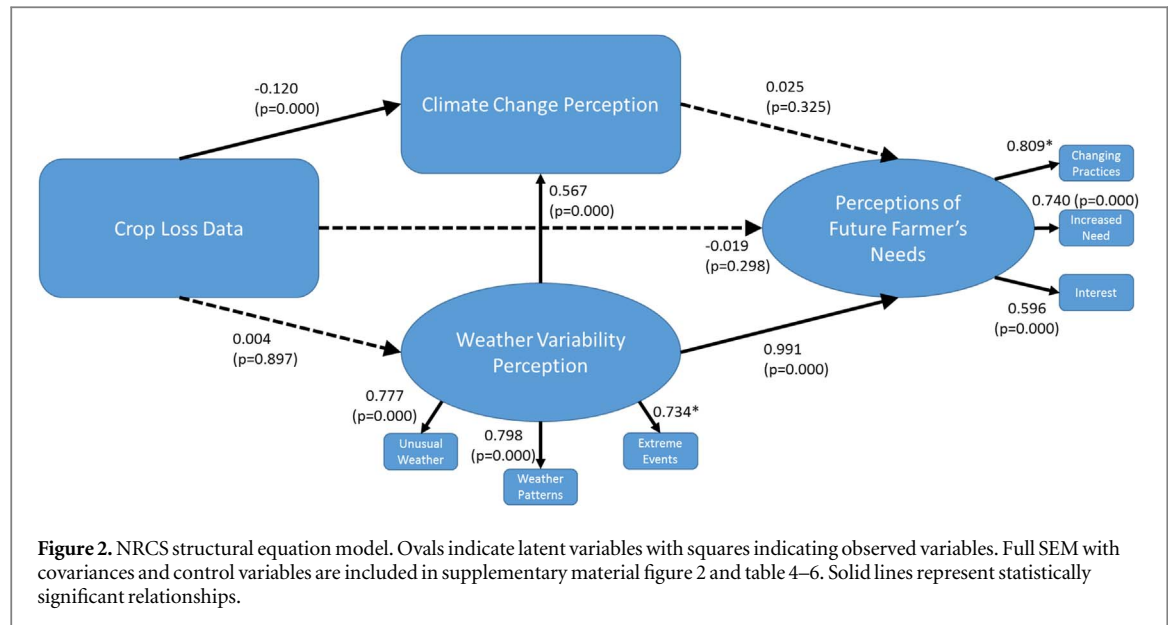 -0.120
(p=0.000)
Climate Change Perception
0.025
(p=0.325)
Crop Loss Data
0.567
(p=0.000)
-0.019
(p=0.298)
Perceptions of
Future Farmer's
Needs
0.809*
Changing
Practices
0.740 (p=0.000)
Increased
Need
Interest
0.596
(p=0.000)
0.004
(p=0.897)
Weather Variability
Perception
0.991
(p=0.000)
0.777
(p=0.000)
Unusual
Weather
0.798
(p=0.000)
Weather
Patterns
0.734*
Extreme
Events
Figure 2. NRCS structural equation model. Ovals indicate latent variables with squares indicating observed variables. Full SEM with
covariances and control variables are included in supplementary material figure 2 and table 4–6. Solid lines represent statistically
significant relationships.